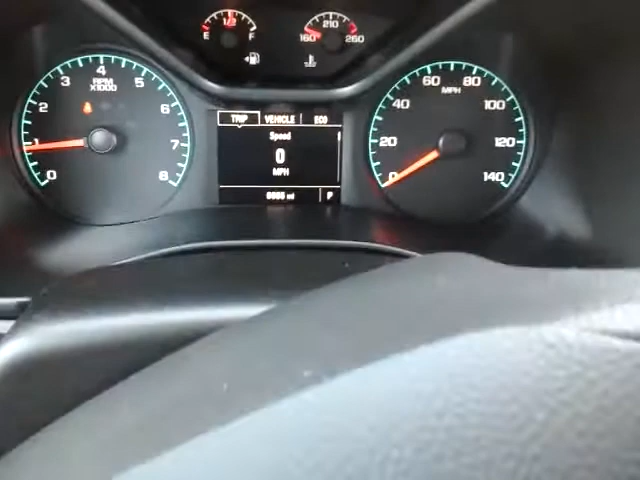 E 1/2 F
160 210 260
0 1 2 3 4 5 6 7 8
RPM
X1000
TRIP VEHICLE ECO
Speed
0
MPH
mi P
0 20 40 60 80 100 120 140
MPH